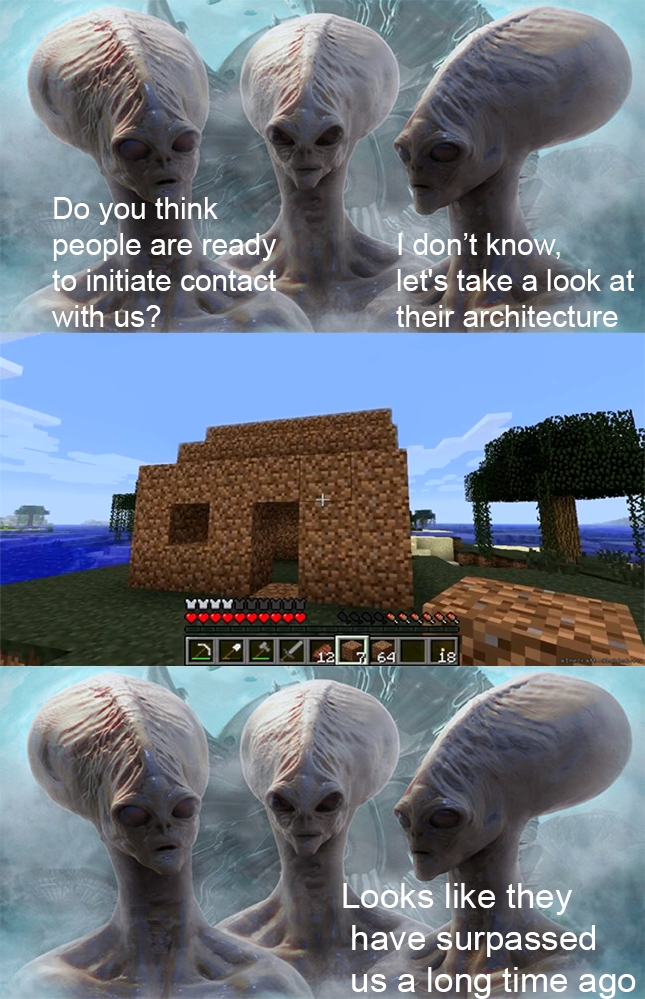 Do you think
people are ready
to initiate contact
with us?
I don't know,
let's take a look at
their architecture
12 7 64 18
Looks like they
have surpassed
us a long time ago